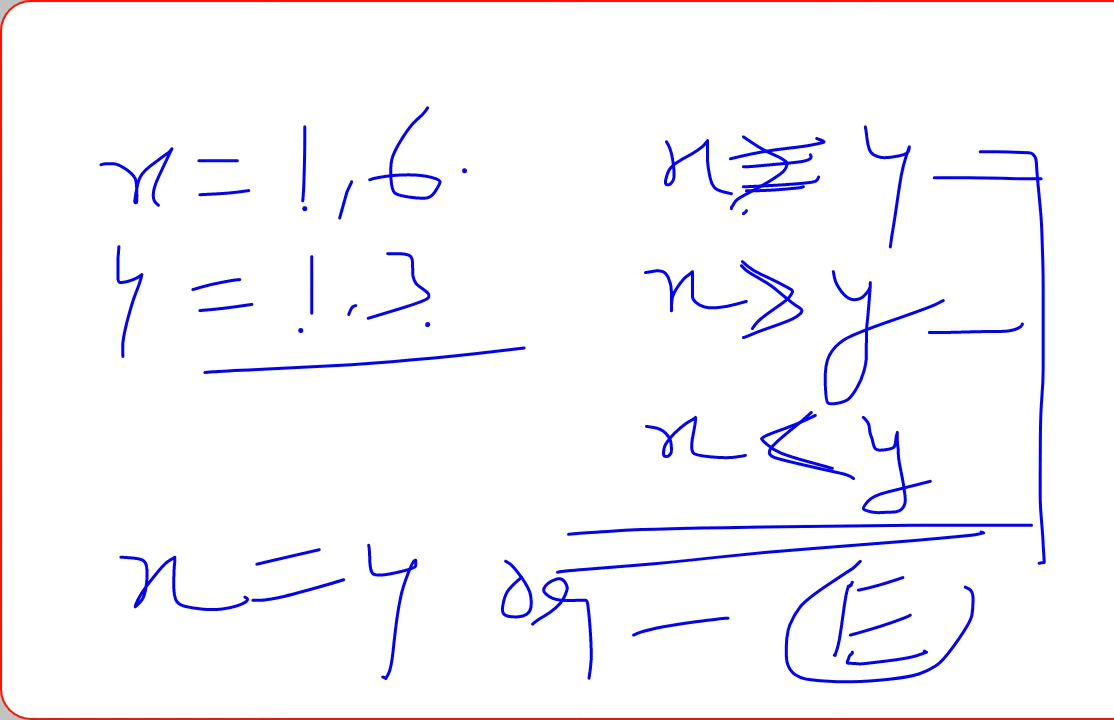 x = 1, 6.
y = 1, 3
x ≥ y
x > y
x < y
x = y or — E